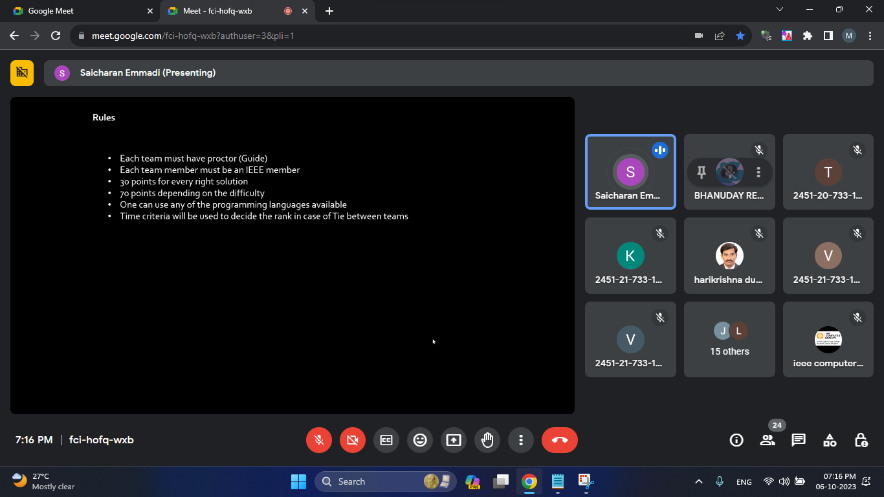 Google Meet
Meet - fci-hofq-wxb
meet.google.com/fci-hofq-wxb?authuser=3&pli=1
M
S
Saicharan Emmadi (Presenting)
Rules
• Each team must have proctor (Guide)
• Each team member must be an IEEE member
• 30 points for every right solution
• 70 points depending on the difficulty
• One can use any of the programming languages available
• Time criteria will be used to decide the rank in case of Tie between teams
S
Saicharan Em...
BHANUDAY RE...
T
2451-20-733-1...
K
2451-21-733-1...
harikrishna du...
V
2451-21-733-1...
V
2451-21-733-1...
J L
15 others
ieee computer...
7:16 PM | fci-hofq-wxb
24
27°C
Mostly clear
Search
ENG
07:16 PM
06-10-2023